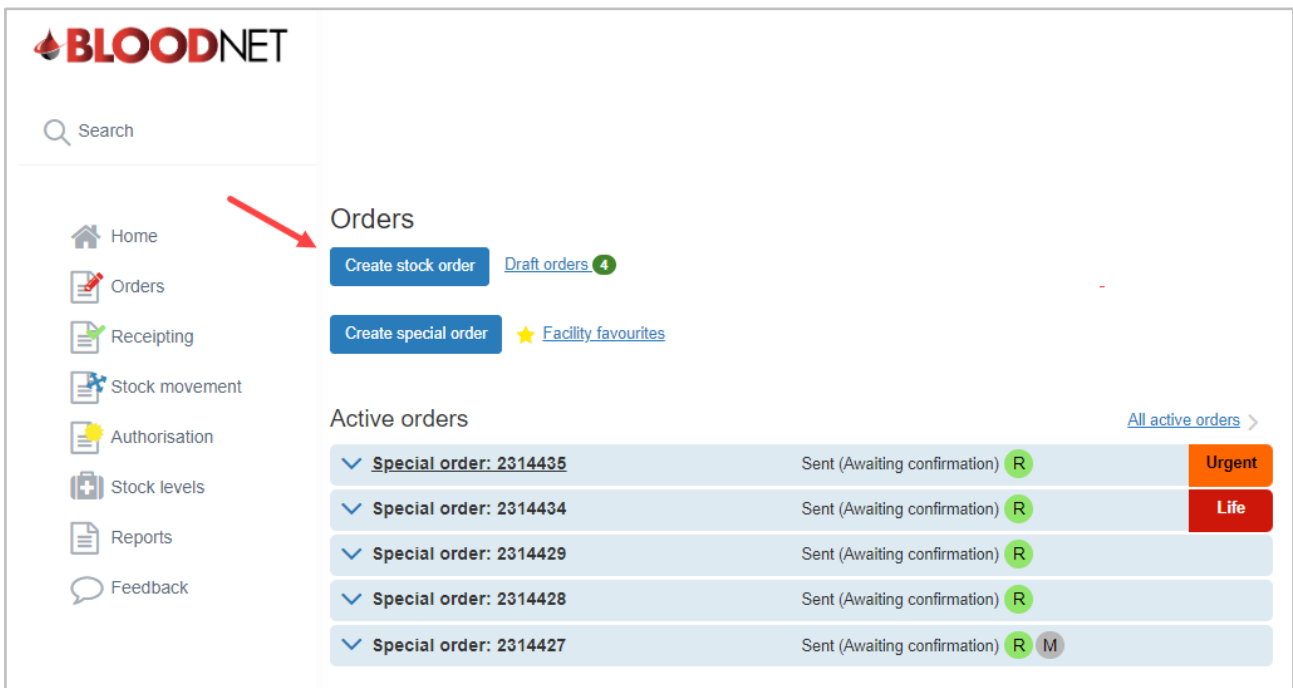 BLOODNET
Search
Home
Orders
Receipting
Stock movement
Authorisation
Stock levels
Reports
Feedback
Orders
Create stock order Draft orders 4
Create special order Facility favourites
Active orders All active orders
Special order: 2314435 Sent (Awaiting confirmation) R Urgent
Special order: 2314434 Sent (Awaiting confirmation) R Life
Special order: 2314429 Sent (Awaiting confirmation) R
Special order: 2314428 Sent (Awaiting confirmation) R
Special order: 2314427 Sent (Awaiting confirmation) R M